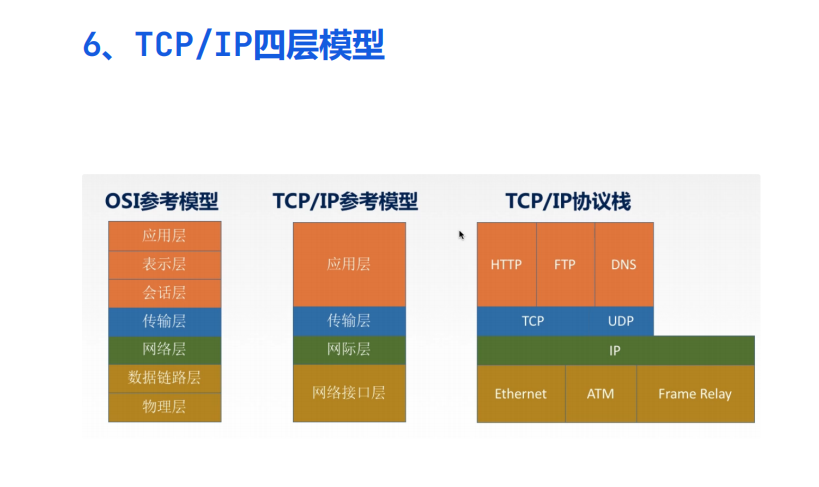 6、TCP/IP四层模型
OSI参考模型
应用层
表示层
会话层
传输层
网络层
数据链路层
物理层
TCP/IP参考模型
应用层
传输层
网际层
网络接口层
TCP/IP协议栈
HTTP FTP DNS
TCP UDP
IP
Ethernet ATM Frame Relay